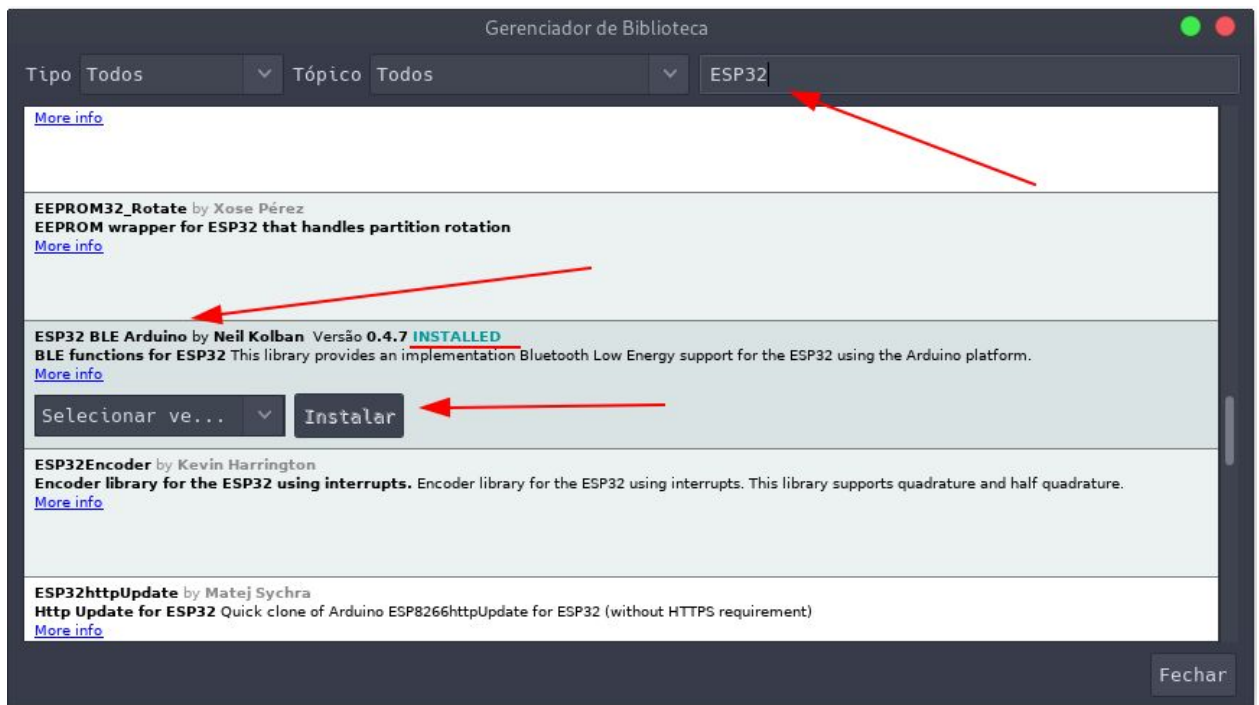 Gerenciador de Biblioteca
Tipo Todos Tópico Todos ESP32
More info
EEPROM32_Rotate by Xose Pérez
EEPROM wrapper for ESP32 that handles partition rotation
More info
ESP32 BLE Arduino by Neil Kolban Versão 0.4.7 INSTALLED
BLE functions for ESP32 This library provides an implementation Bluetooth Low Energy support for the ESP32 using the Arduino platform.
More info
Selecionar ve... Instalar
ESP32Encoder by Kevin Harrington
Encoder library for the ESP32 using interrupts. Encoder library for the ESP32 using interrupts. This library supports quadrature and half quadrature.
More info
ESP32httpUpdate by Matej Sychra
Http Update for ESP32 Quick clone of Arduino ESP8266httpUpdate for ESP32 (without HTTPS requirement)
More info
Fechar